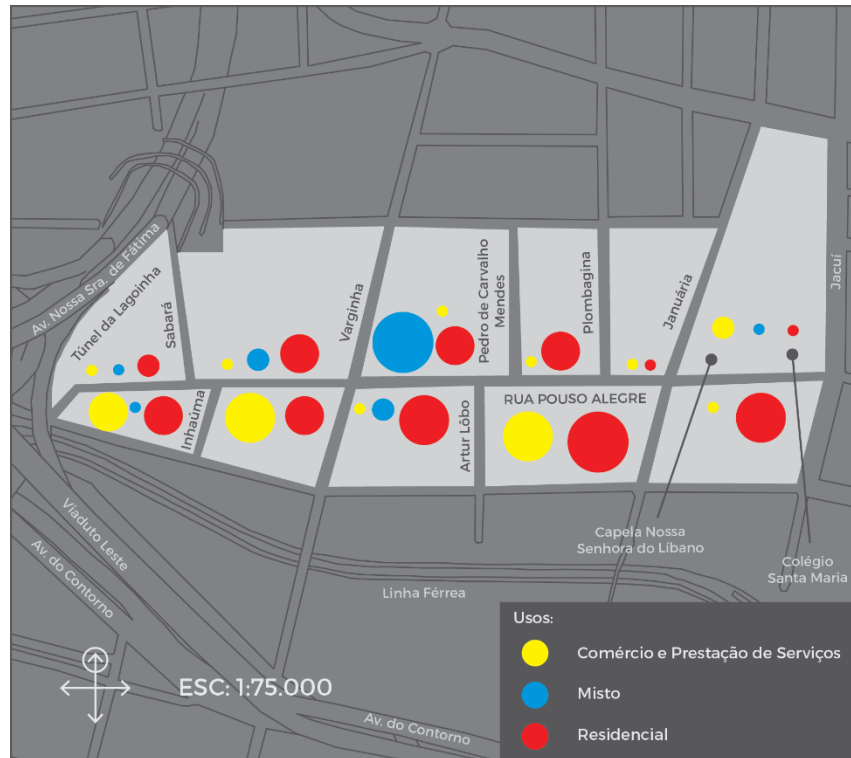 Av. Nossa Sra. de Fátima
Túnel da Lagoinha
Sabará
Varginha
Pedro de Carvalho
Mendes
Plombagina
Januária
Jacuí
Inhaúma
Artur Lôbo
RUA POUSO ALEGRE
Viaduto Leste
Av. do Contorno
Capela Nossa
Senhora do Líbano
Colégio
Santa Maria
Linha Férrea
ESC: 1:75.000
Av. do Contorno
Usos:
Comércio e Prestação de Serviços
Misto
Residencial